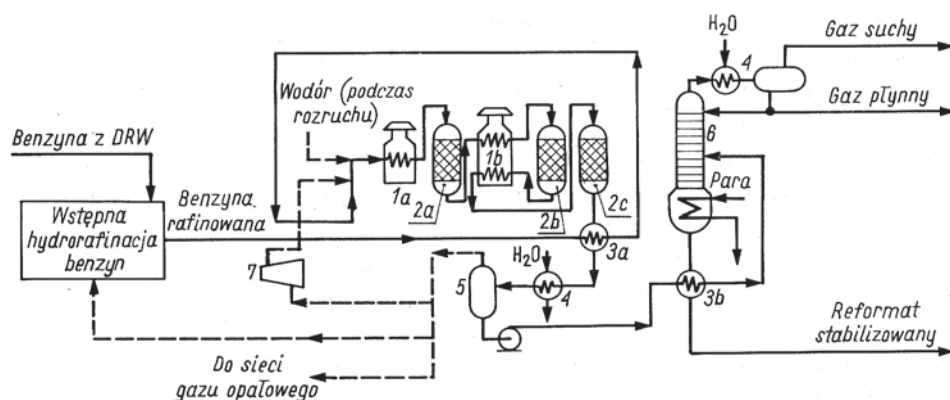 H₂O
4
Gaz suchy
Wodór (podczas
rozruchu)
Gaz płynny
6
Benzyna z DRW
1b
Para
1a
2a
2b
2c
Benzyna
rafinowana
Wstępna
hydrorafinacja
benzyn
3a
H₂O
7
5
4
3b
Reformat
stabilizowany
Do sieci
gazu opałowego